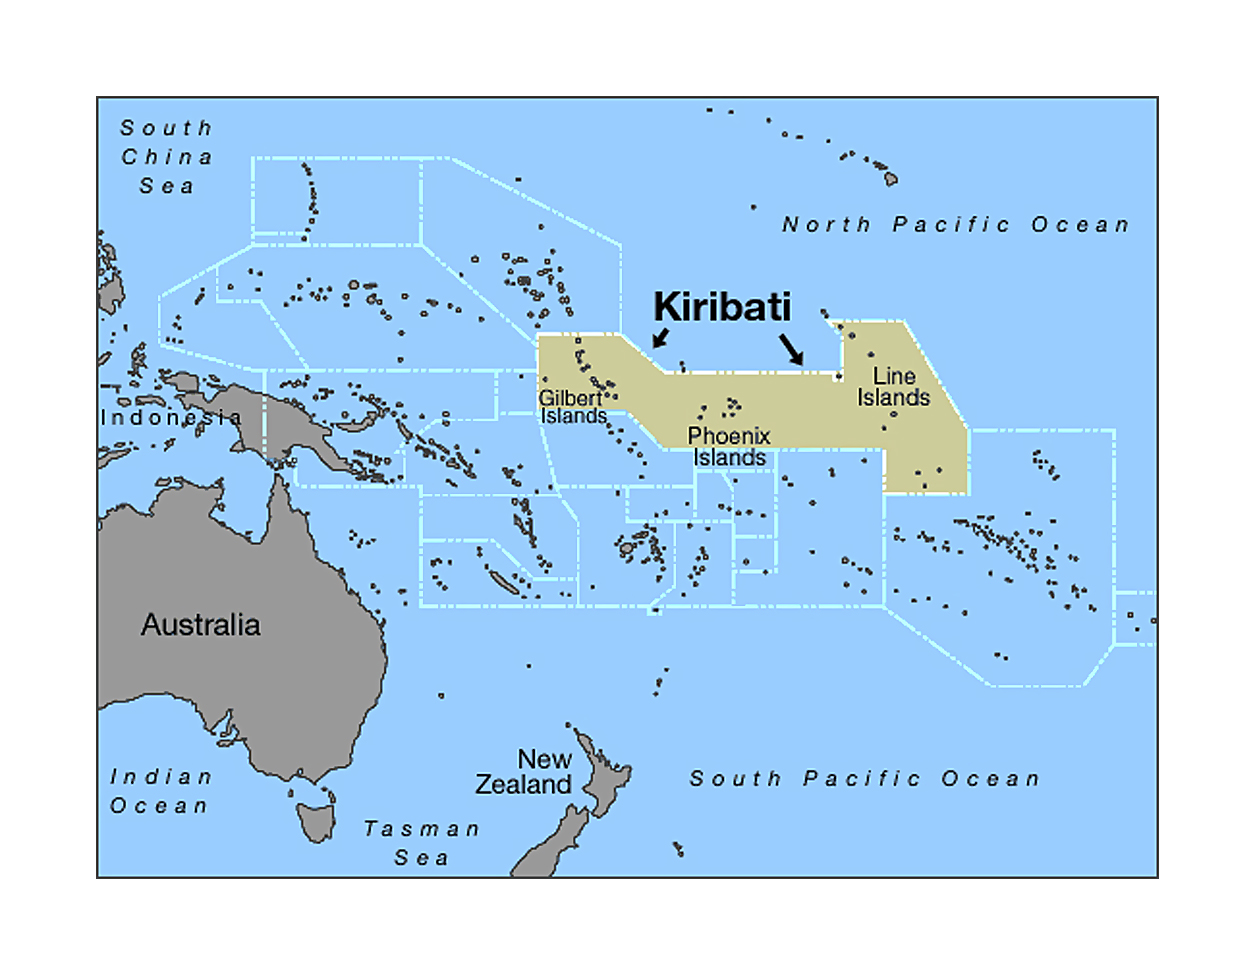 South
China
Sea
North Pacific Ocean
Kiribati
Line
Islands
Gilbert
Islands
Indonesia
Phoenix
Islands
Australia
New
Zealand
Indian
Ocean
South Pacific Ocean
Tasman
Sea